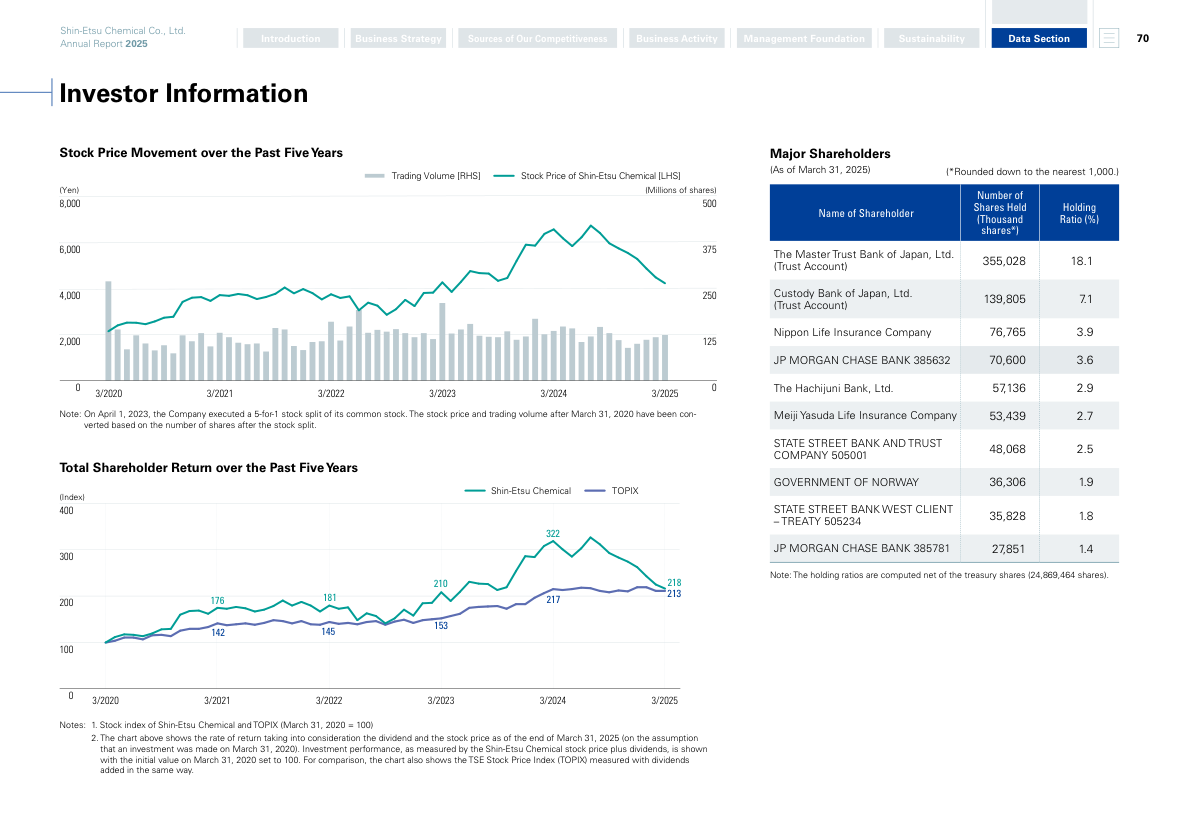 Shin-Etsu Chemical Co., Ltd.
Annual Report 2025
Introduction
Business Strategy
Sources of Our Competitiveness
Business Activity
Management Foundation
Sustainability
Data Section
70
Investor Information
Stock Price Movement over the Past Five Years
Trading Volume [RHS]
Stock Price of Shin-Etsu Chemical [LHS]
(Yen)
(Millions of shares)
8,000
500
6,000
375
4,000
250
2,000
125
0
0
3/2020
3/2021
3/2022
3/2023
3/2024
3/2025
Note: On April 1, 2023, the Company executed a 5-for-1 stock split of its common stock. The stock price and trading volume after March 31, 2020 have been con-
verted based on the number of shares after the stock split.
Total Shareholder Return over the Past Five Years
Shin-Etsu Chemical
TOPIX
(Index)
400
300
200
100
0
176
142
181
145
210
153
322
217
218
213
3/2020
3/2021
3/2022
3/2023
3/2024
3/2025
Notes: 1. Stock index of Shin-Etsu Chemical and TOPIX (March 31, 2020 = 100)
2. The chart above shows the rate of return taking into consideration the dividend and the stock price as of the end of March 31, 2025 (on the assumption
that an investment was made on March 31, 2020). Investment performance, as measured by the Shin-Etsu Chemical stock price plus dividends, is shown
with the initial value on March 31, 2020 set to 100. For comparison, the chart also shows the TSE Stock Price Index (TOPIX) measured with dividends
added in the same way.
Major Shareholders
(As of March 31, 2025)
(*Rounded down to the nearest 1,000.)
Name of Shareholder
Number of
Shares Held
(Thousand
shares*)
Holding
Ratio (%)
The Master Trust Bank of Japan, Ltd.
(Trust Account)
355,028
18.1
Custody Bank of Japan, Ltd.
(Trust Account)
139,805
7.1
Nippon Life Insurance Company
76,765
3.9
JP MORGAN CHASE BANK 385632
70,600
3.6
The Hachijuni Bank, Ltd.
57,136
2.9
Meiji Yasuda Life Insurance Company
53,439
2.7
STATE STREET BANK AND TRUST
COMPANY 505001
48,068
2.5
GOVERNMENT OF NORWAY
36,306
1.9
STATE STREET BANK WEST CLIENT
– TREATY 505234
35,828
1.8
JP MORGAN CHASE BANK 385781
27,851
1.4
Note: The holding ratios are computed net of the treasury shares (24,869,464 shares).